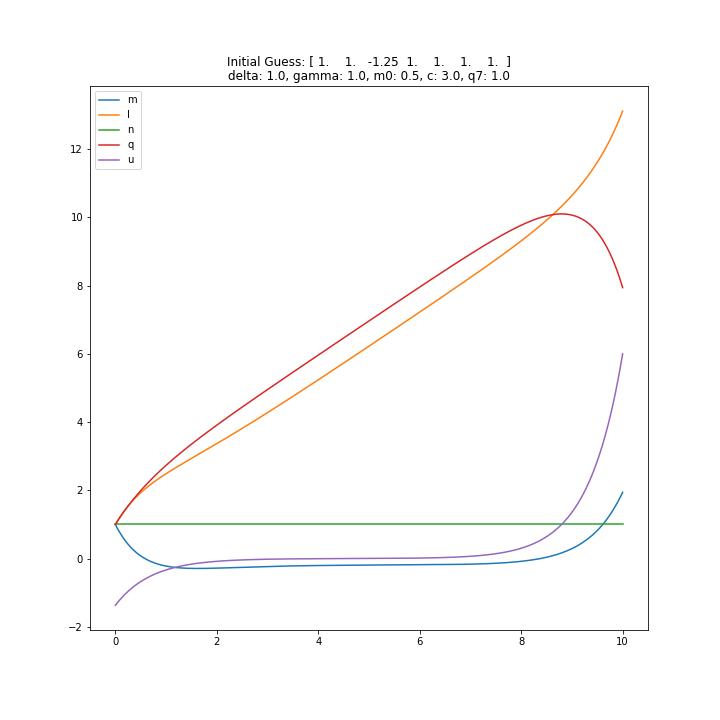 Initial Guess: [ 1. 1. -1.25 1. 1. 1. 1. ]
delta: 1.0, gamma: 1.0, m0: 0.5, c: 3.0, q7: 1.0
m
l
n
q
u
12
10
8
6
4
2
0
−2
0 2 4 6 8 10